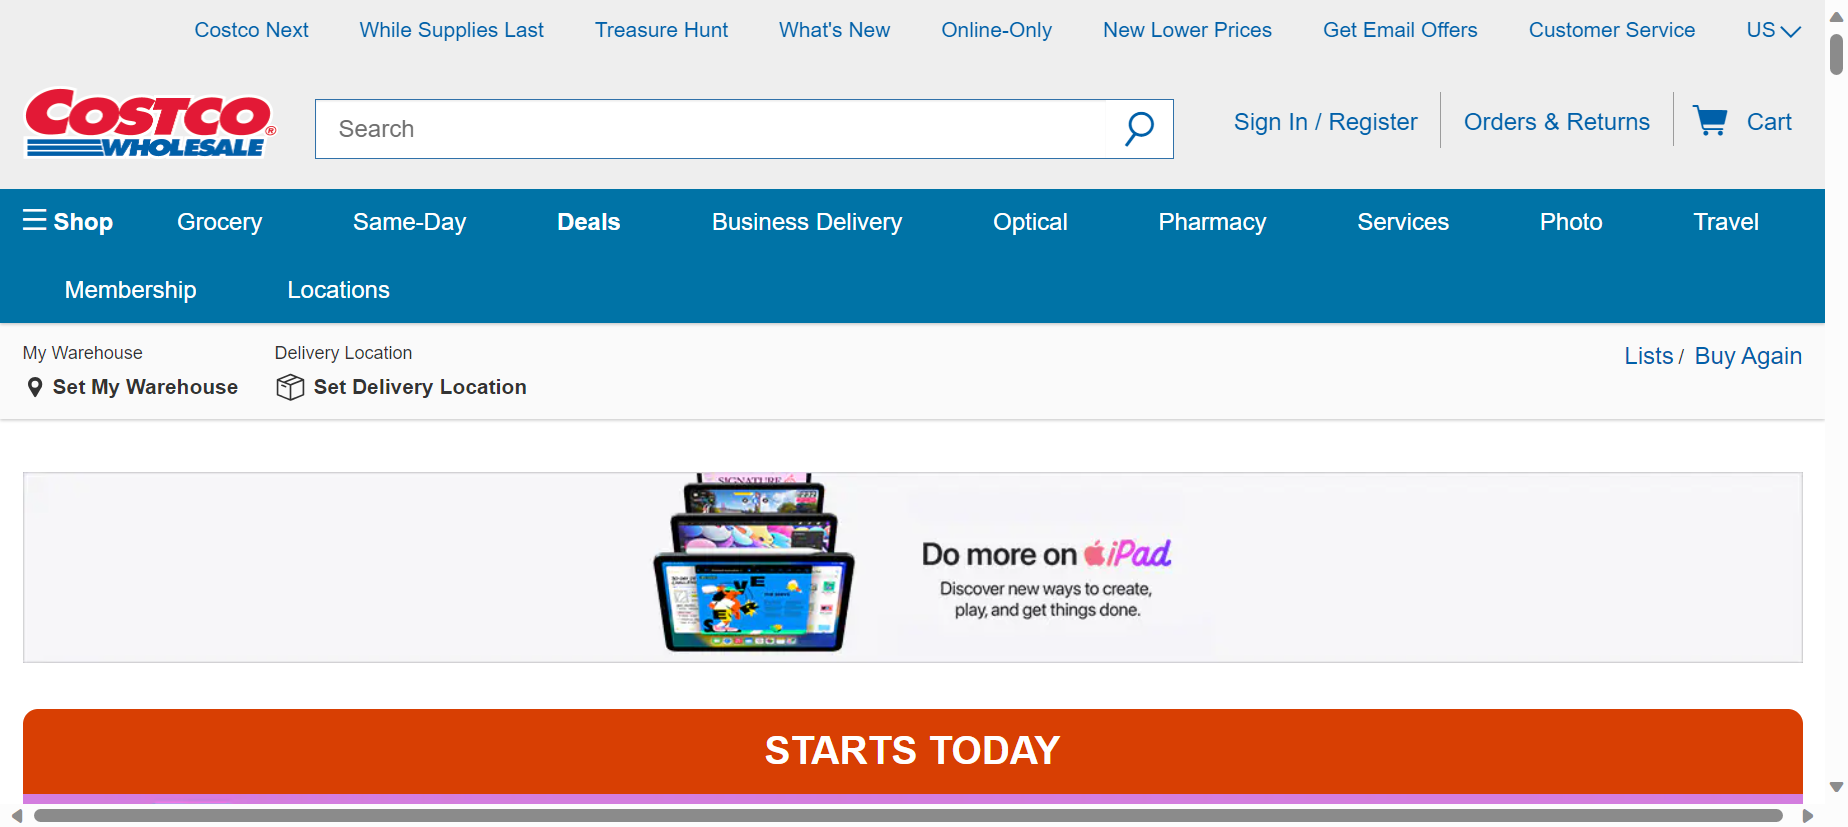 Costco Next While Supplies Last Treasure Hunt What's New Online-Only New Lower Prices Get Email Offers Customer Service US
COSTCO®
WHOLESALE
Search
Sign In / Register Orders & Returns Cart
Shop Grocery Same-Day Deals Business Delivery Optical Pharmacy Services Photo Travel
Membership Locations
My Warehouse Delivery Location
Set My Warehouse Set Delivery Location
Lists / Buy Again
SIGNATURE
Do more on iPad
Discover new ways to create,
play, and get things done.
STARTS TODAY